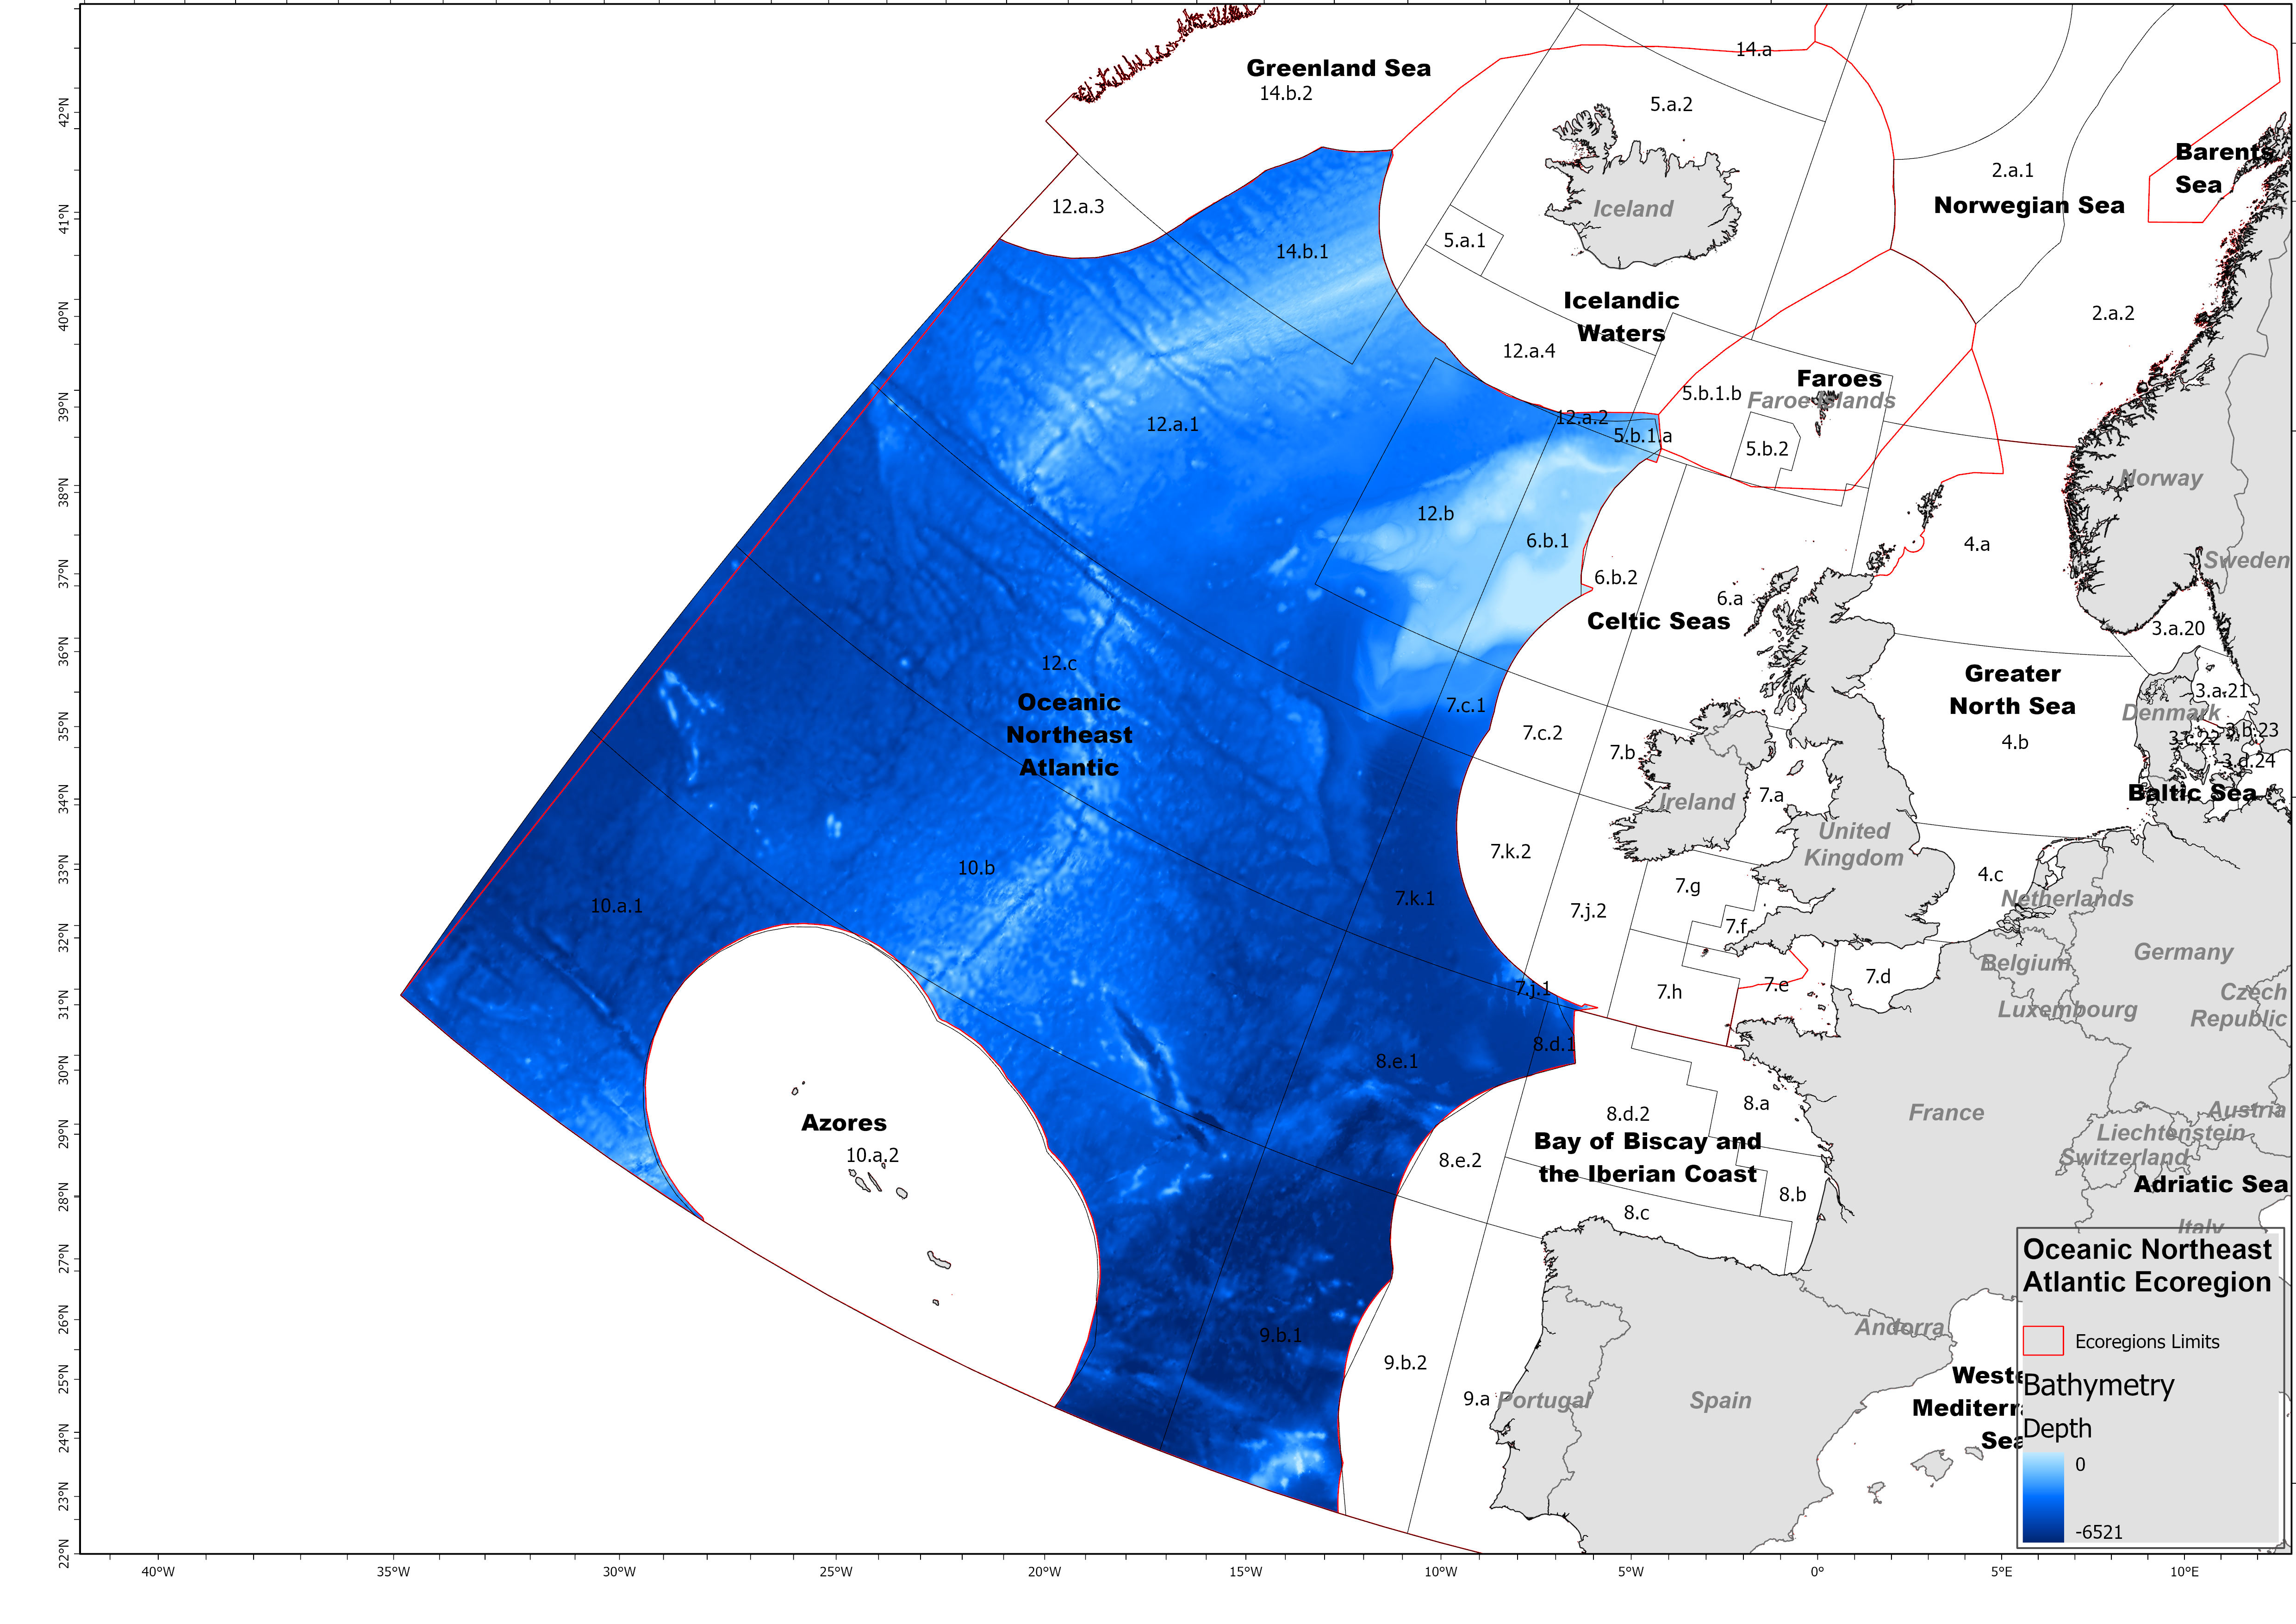 14.a
Greenland Sea
14.b.2
5.a.2
Barents
Sea
2.a.1
Norwegian Sea
12.a.3
Iceland
5.a.1
14.b.1
Icelandic
Waters
2.a.2
12.a.4
Faroes
5.b.1.b
Faroe Islands
12.a.2
12.a.1
5.b.1.a
5.b.2
Norway
12.b
6.b.1
4.a
Sweden
6.b.2
6.a
Celtic Seas
3.a.20
12.c
Greater
North Sea
3.a.21
Oceanic
Northeast
Atlantic
7.c.1
Denmark
7.c.2
3.b.23
3.c.22
4.b
7.b
3.d.24
Baltic Sea
7.a
Ireland
United
Kingdom
7.k.2
10.b
4.c
7.g
Netherlands
7.k.1
10.a.1
7.j.2
7.f
Germany
Belgium
7.d
7.e
7.j.1
7.h
Czech
Republic
Luxembourg
8.d.1
8.e.1
8.a
8.d.2
France
Austria
Azores
Liechtenstein
Bay of Biscay and
the Iberian Coast
10.a.2
8.e.2
Switzerland
Adriatic Sea
8.b
8.c
Italy
9.b.1
Andorra
9.b.2
9.a
Portugal
Spain
Weste
Mediterra
Sea
Oceanic Northeast
Atlantic Ecoregion
Ecoregions Limits
Bathymetry
Depth
0
-6521
42°N
41°N
40°N
39°N
38°N
37°N
36°N
35°N
34°N
33°N
32°N
31°N
30°N
29°N
28°N
27°N
26°N
25°N
24°N
23°N
22°N
40°W
35°W
30°W
25°W
20°W
15°W
10°W
5°W
0°
5°E
10°E